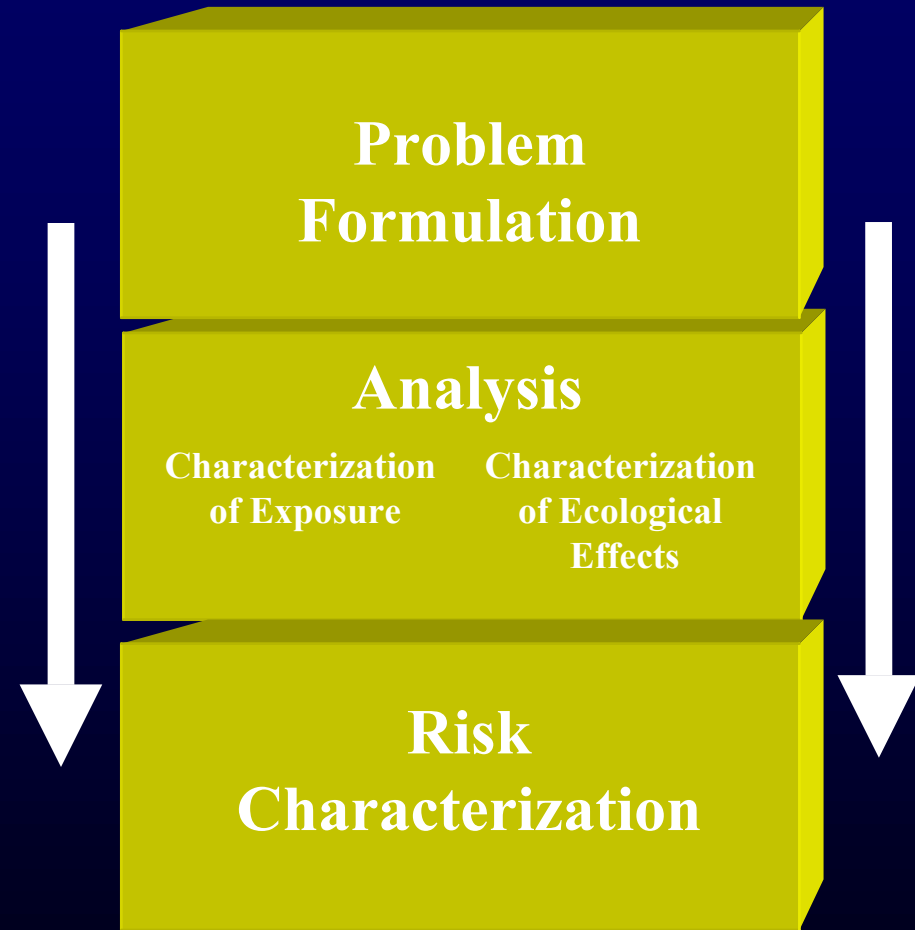 Problem
Formulation
Analysis
Characterization
of Exposure
Characterization
of Ecological
Effects
Risk
Characterization